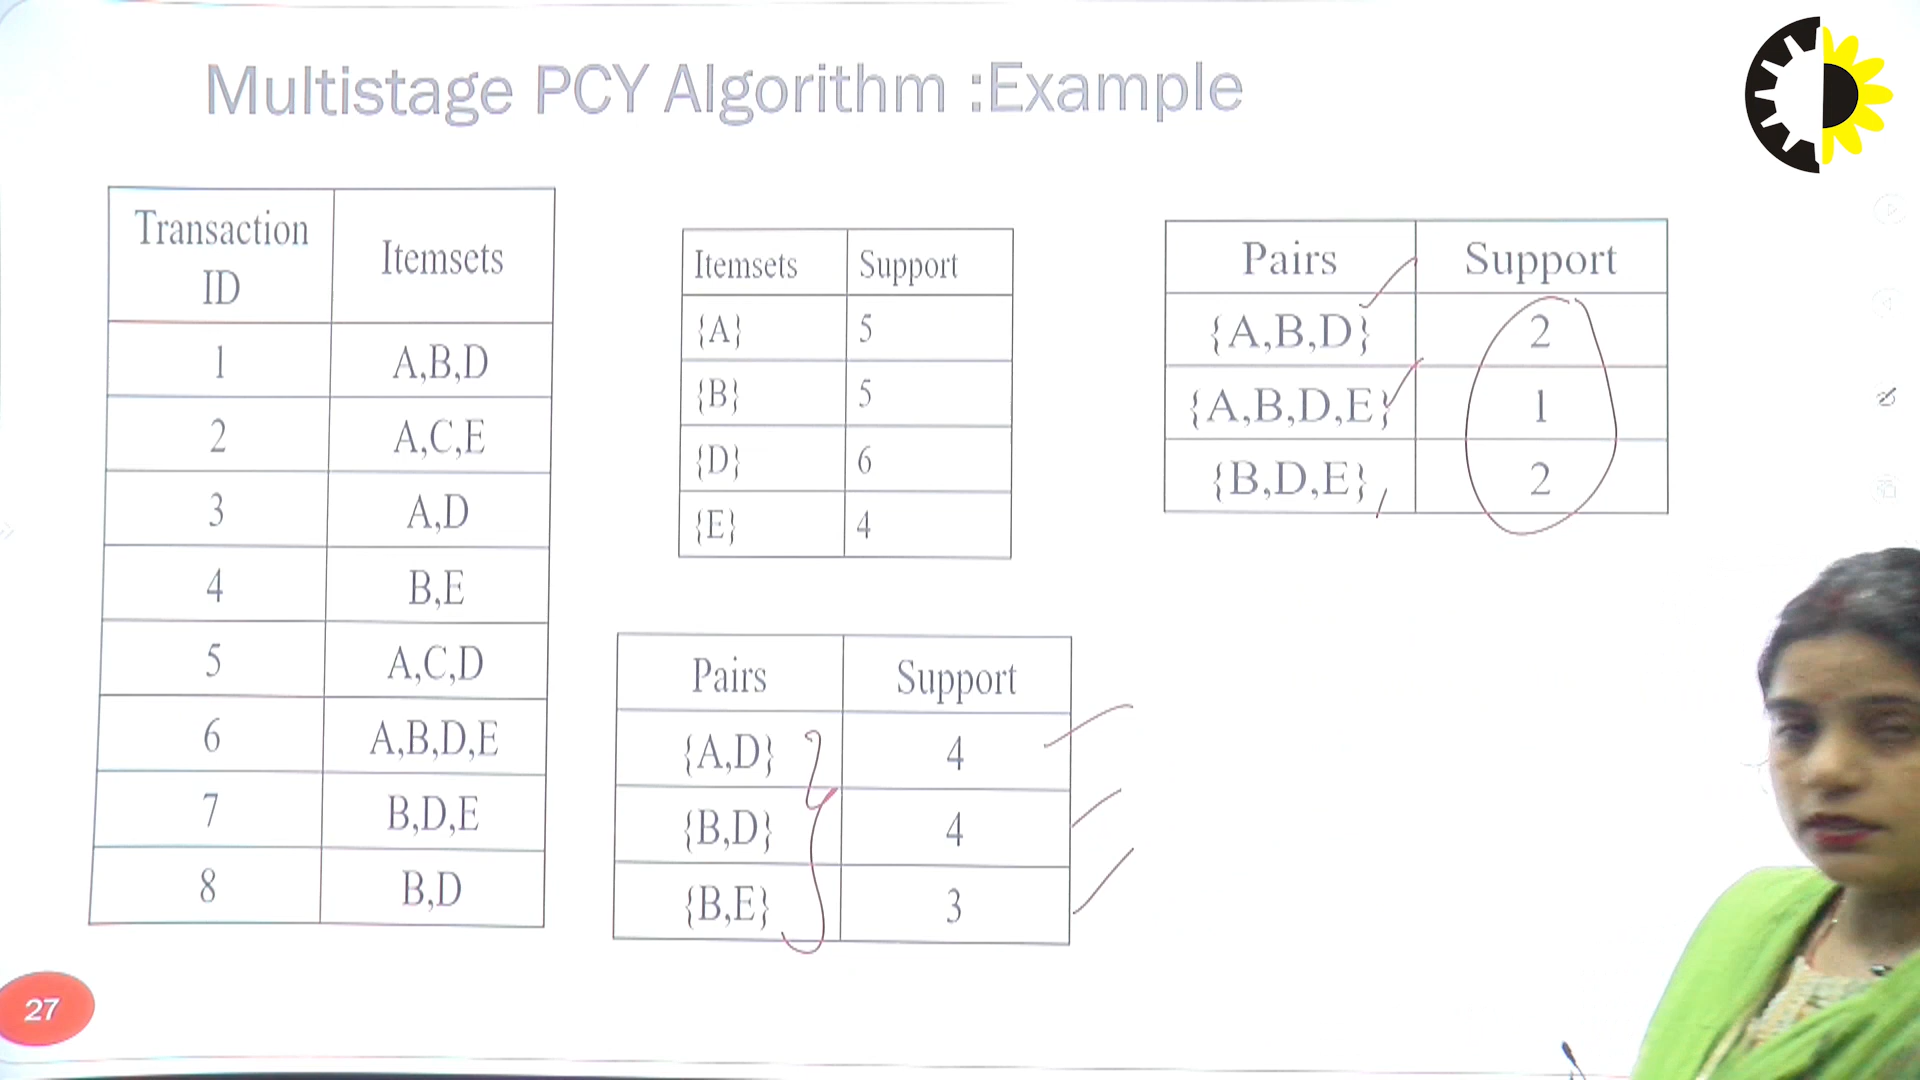 Multistage PCY Algorithm :Example
Transaction ID Itemsets
1 A,B,D
2 A,C,E
3 A,D
4 B,E
5 A,C,D
6 A,B,D,E
7 B,D,E
8 B,D
Itemsets Support
{A} 5
{B} 5
{D} 6
{E} 4
Pairs Support
{A,D} 4
{B,D} 4
{B,E} 3
Pairs Support
{A,B,D} 2
{A,B,D,E} 1
{B,D,E} 2
27